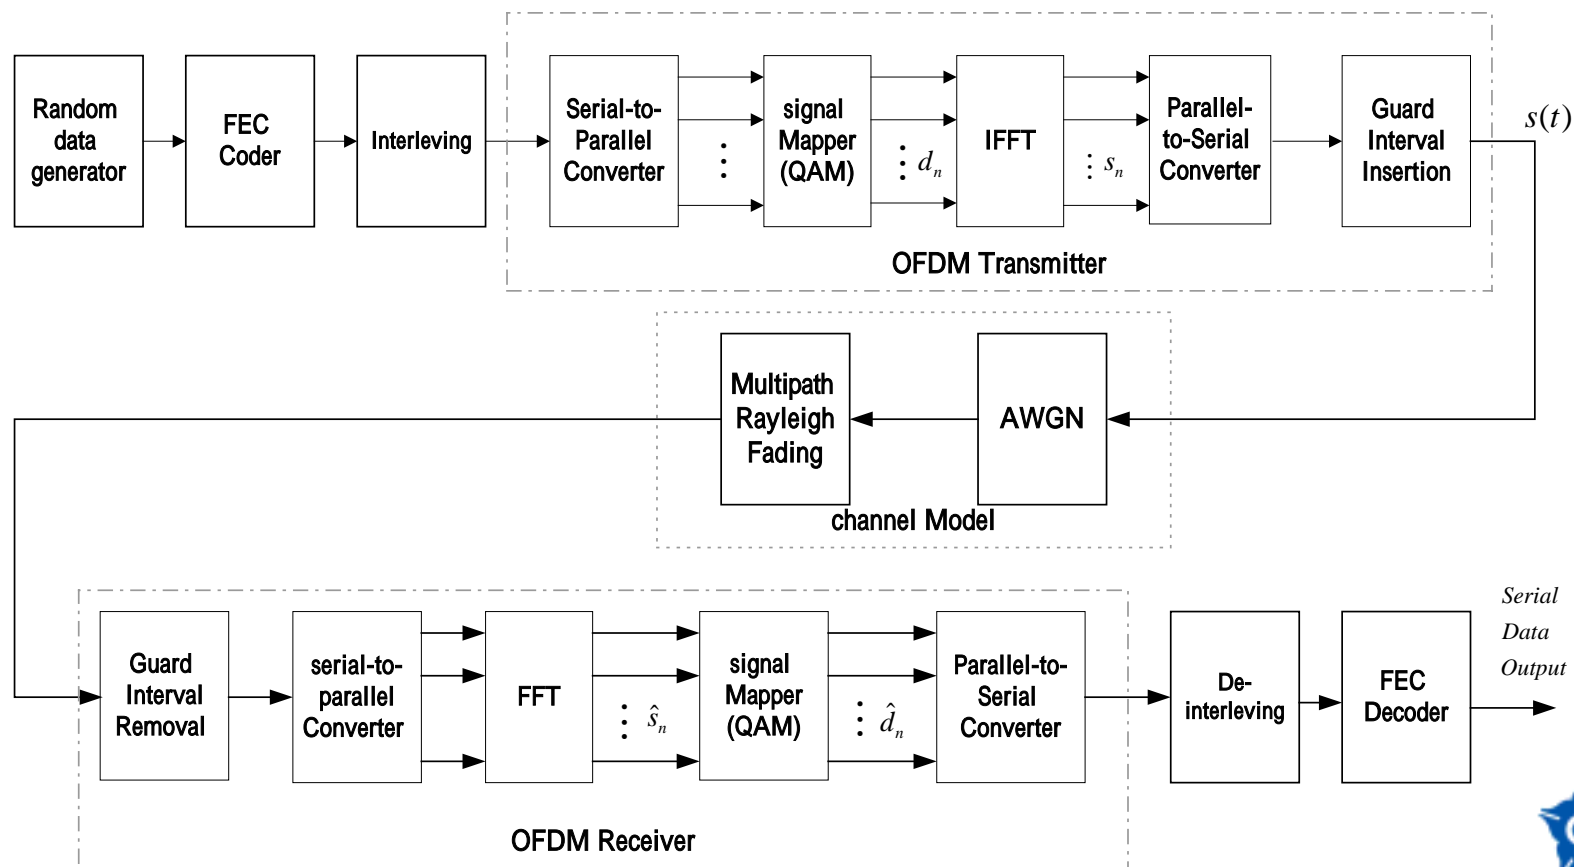 Random
data
generator
FEC
Coder
Interleving
Serial-to-
Parallel
Converter
signal
Mapper
(QAM)
d_n
IFFT
s_n
Parallel-
to-Serial
Converter
Guard
Interval
Insertion
s(t)
OFDM Transmitter
Multipath
Rayleigh
Fading
AWGN
channel Model
Guard
Interval
Removal
serial-to-
parallel
Converter
FFT
ŝ_n
signal
Mapper
(QAM)
d̂_n
Parallel-to-
Serial
Converter
De-
interleving
FEC
Decoder
Serial
Data
Output
OFDM Receiver